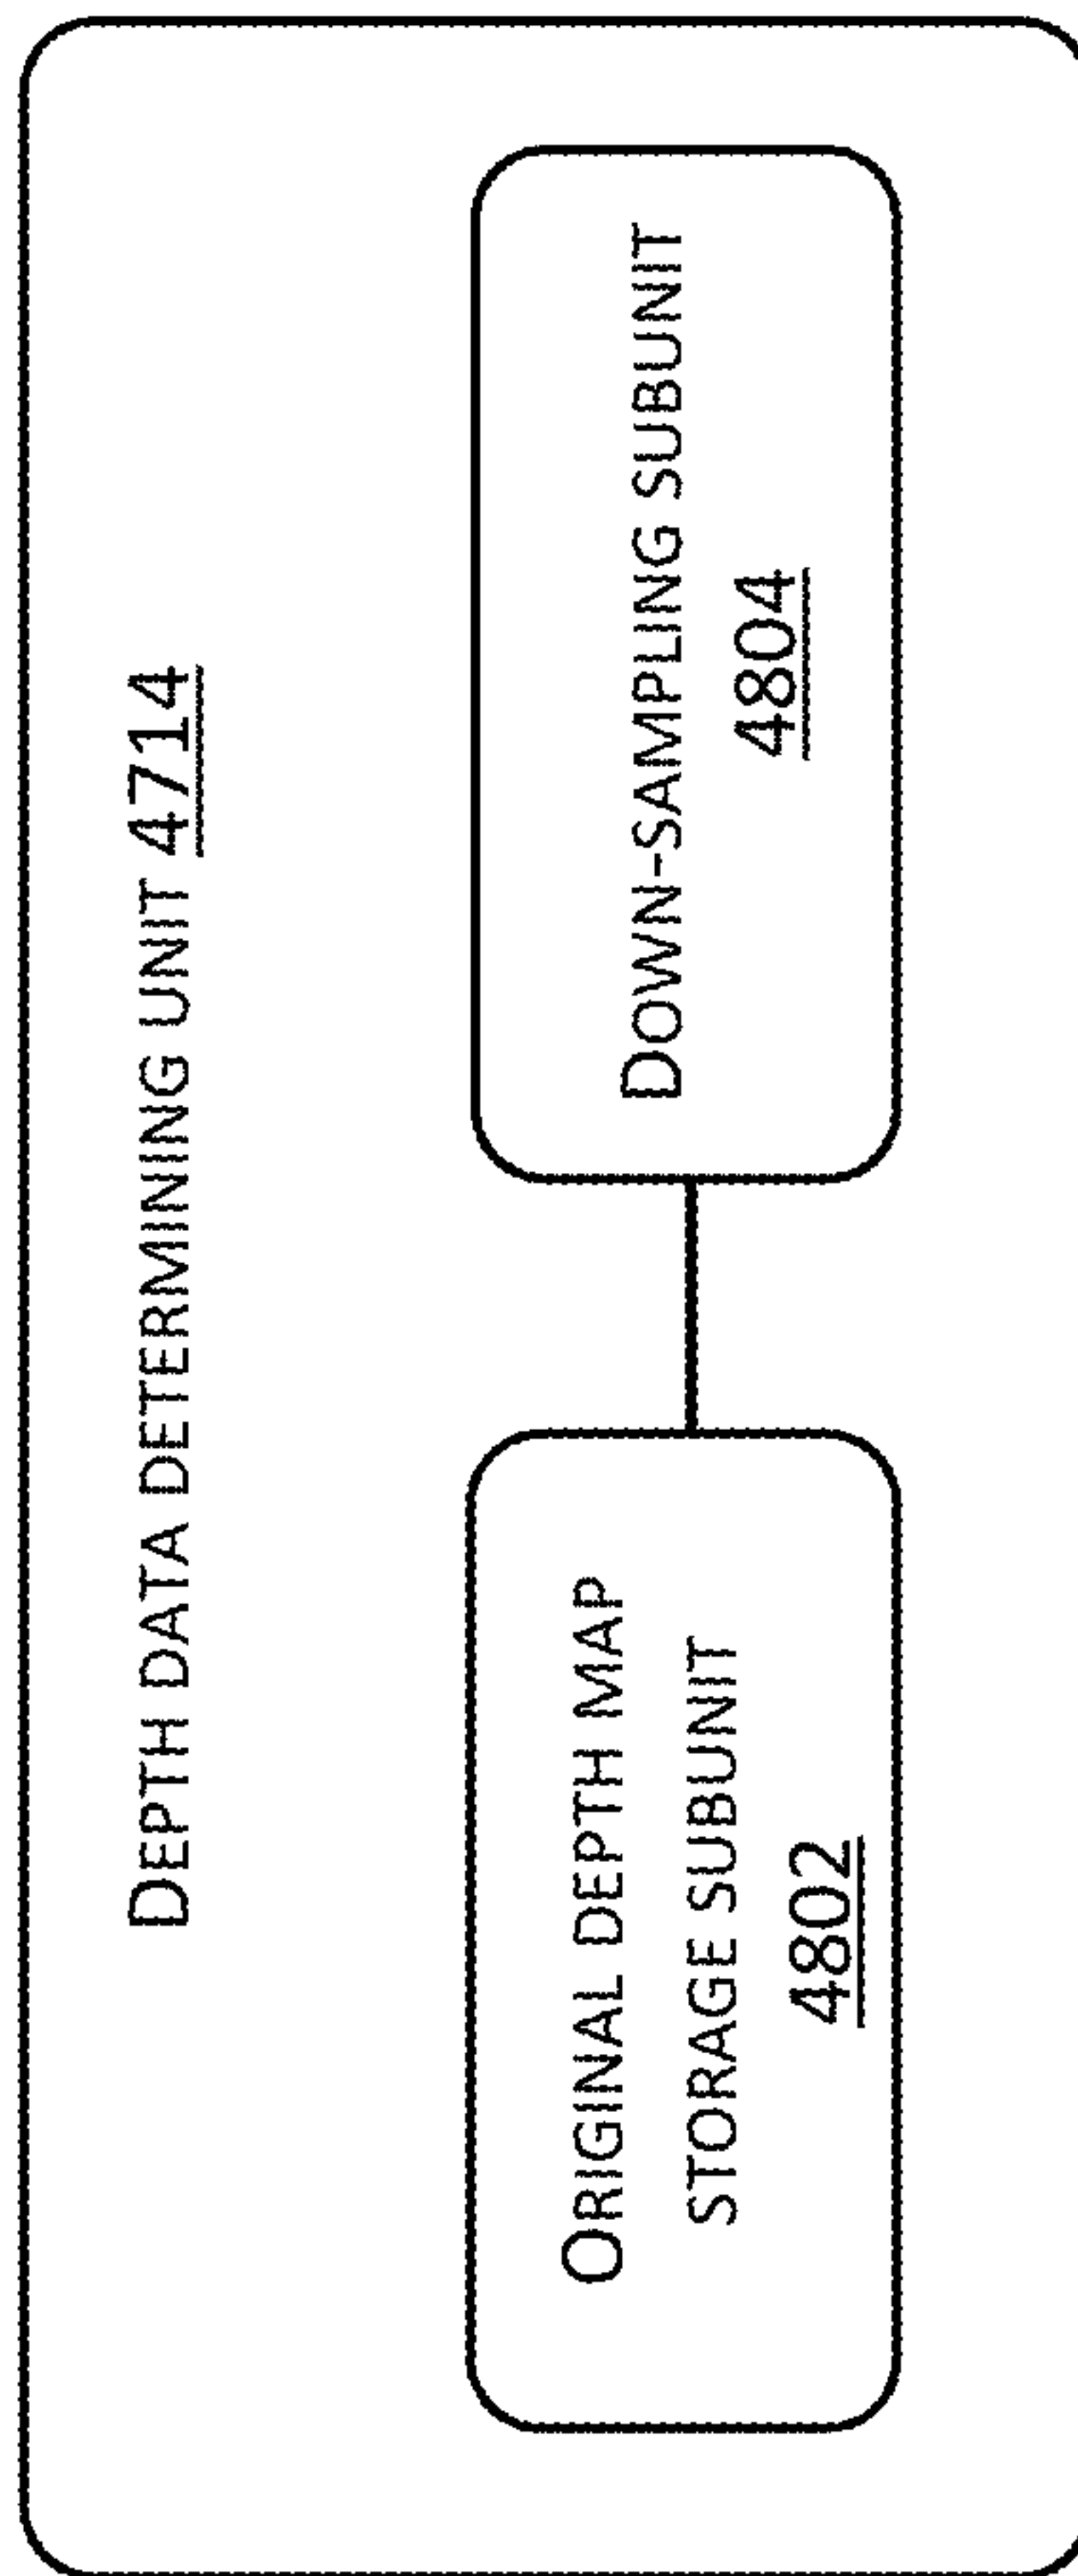 DEPTH DATA DETERMINING UNIT 4714
ORIGINAL DEPTH MAP
STORAGE SUBUNIT
4802
DOWN-SAMPLING SUBUNIT
4804